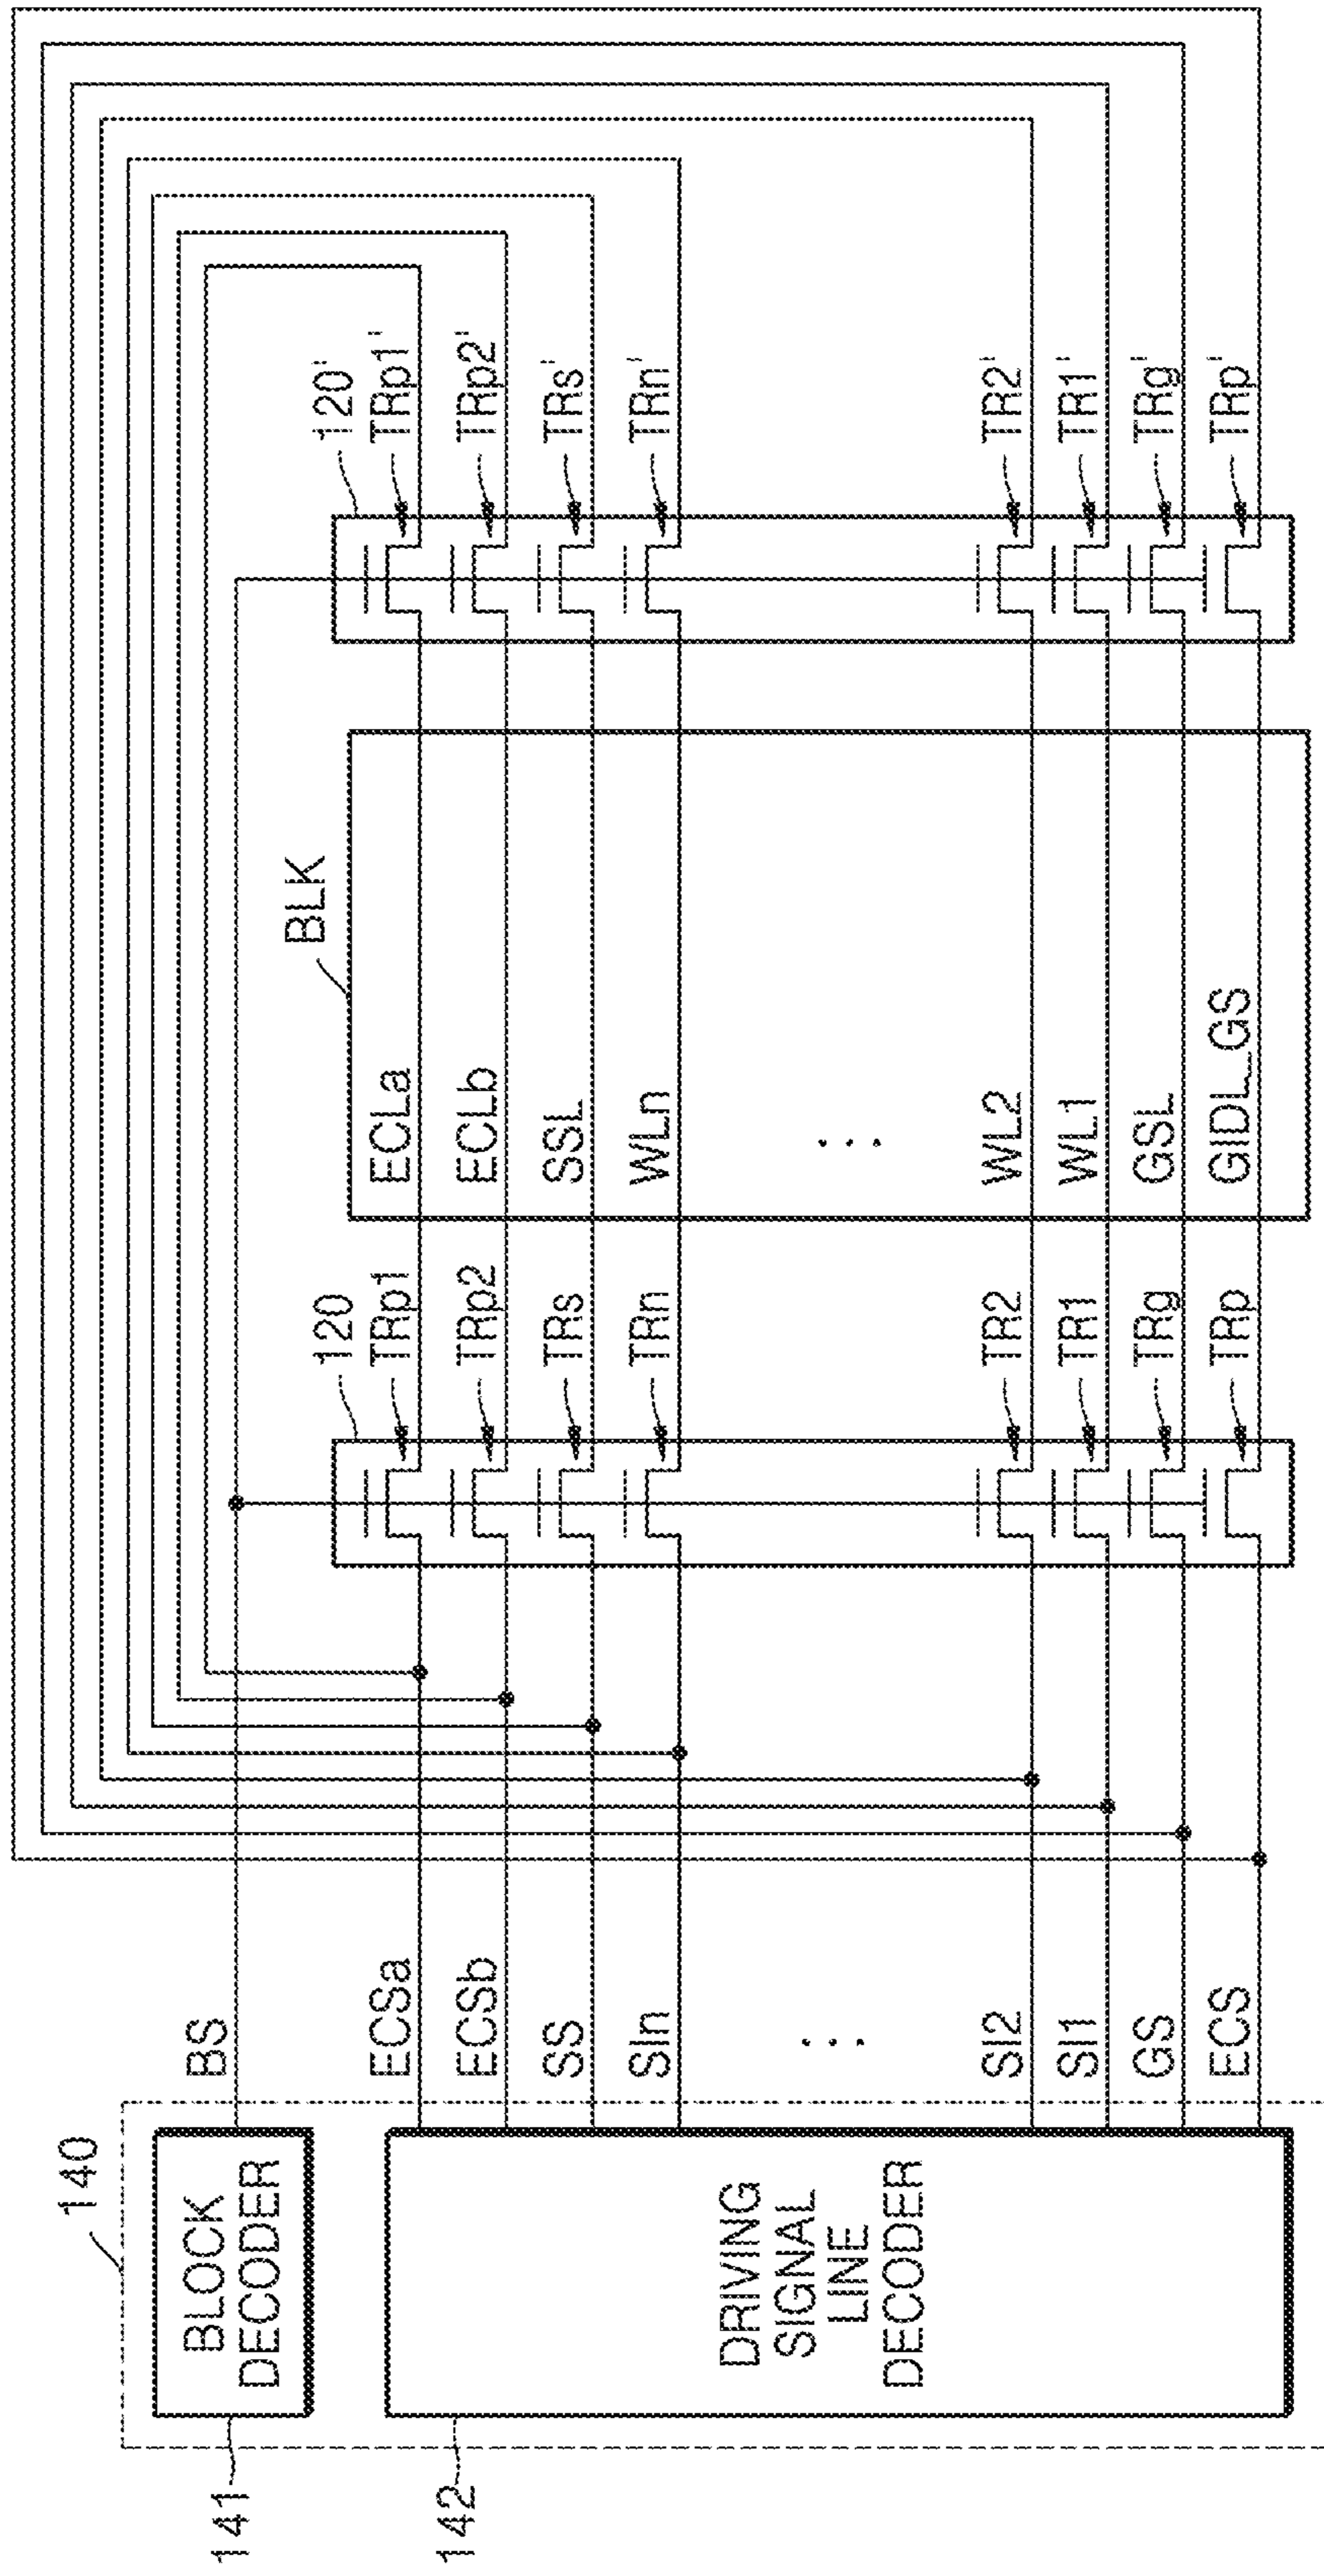 140
141
BLOCK
DECODER
142
DRIVING
SIGNAL
LINE
DECODER
BS
ECSa
ECSb
SS
SIn
...
SI2
SI1
GS
ECS
120
TRp1
TRp2
TRs
TRn
TR2
TR1
TRg
TRp
BLK
ECLa
ECLb
SSL
WLn
...
WL2
WL1
GSL
GIDL_GS
120'
TRp1'
TRp2'
TRs'
TRn'
TR2'
TR1'
TRg'
TRp'